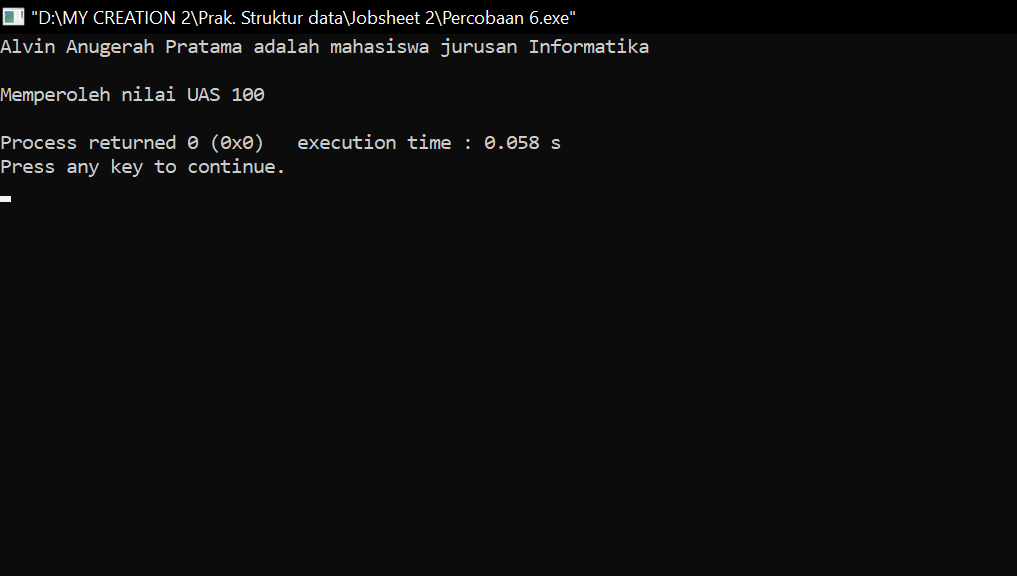 "D:\MY CREATION 2\Prak. Struktur data\Jobsheet 2\Percobaan 6.exe"
Alvin Anugerah Pratama adalah mahasiswa jurusan Informatika
Memperoleh nilai UAS 100
Process returned 0 (0x0)   execution time : 0.058 s
Press any key to continue.